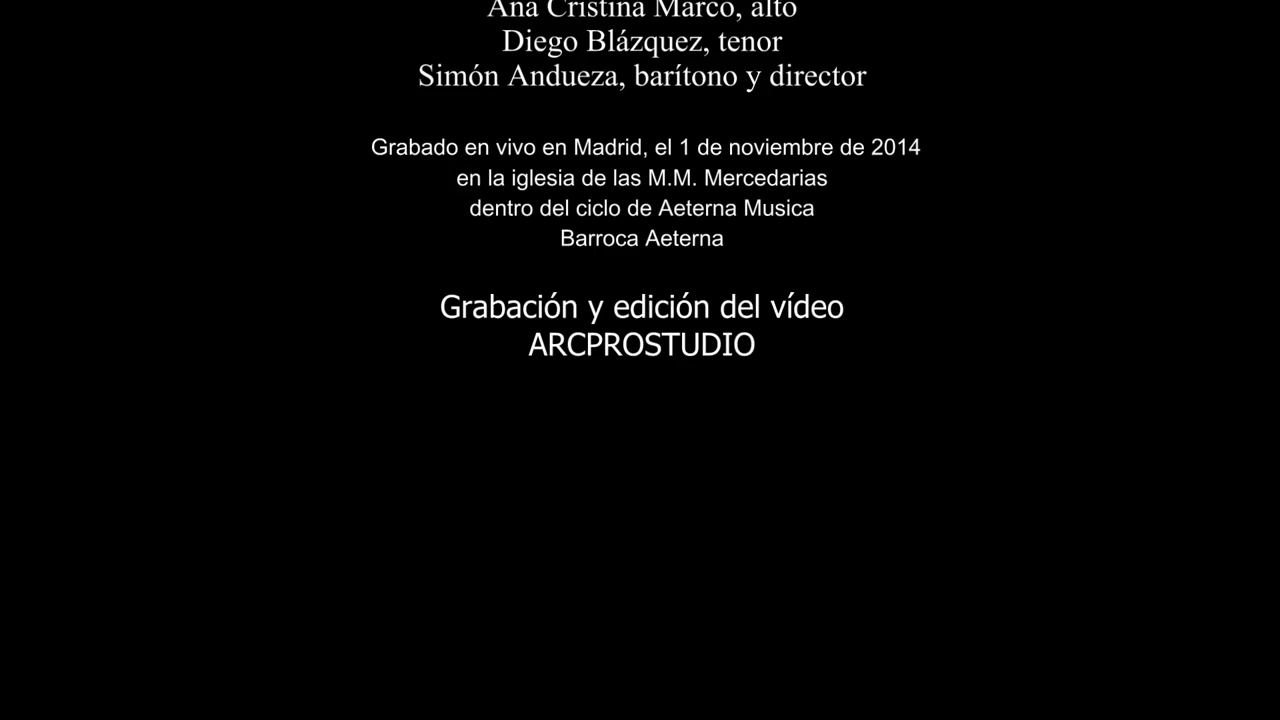 Ana Cristina Marco, alto
Diego Blázquez, tenor
Simón Andueza, barítono y director
Grabado en vivo en Madrid, el 1 de noviembre de 2014
en la iglesia de las M.M. Mercedarias
dentro del ciclo de Aeterna Musica
Barroca Aeterna
Grabación y edición del vídeo
ARCPROSTUDIO